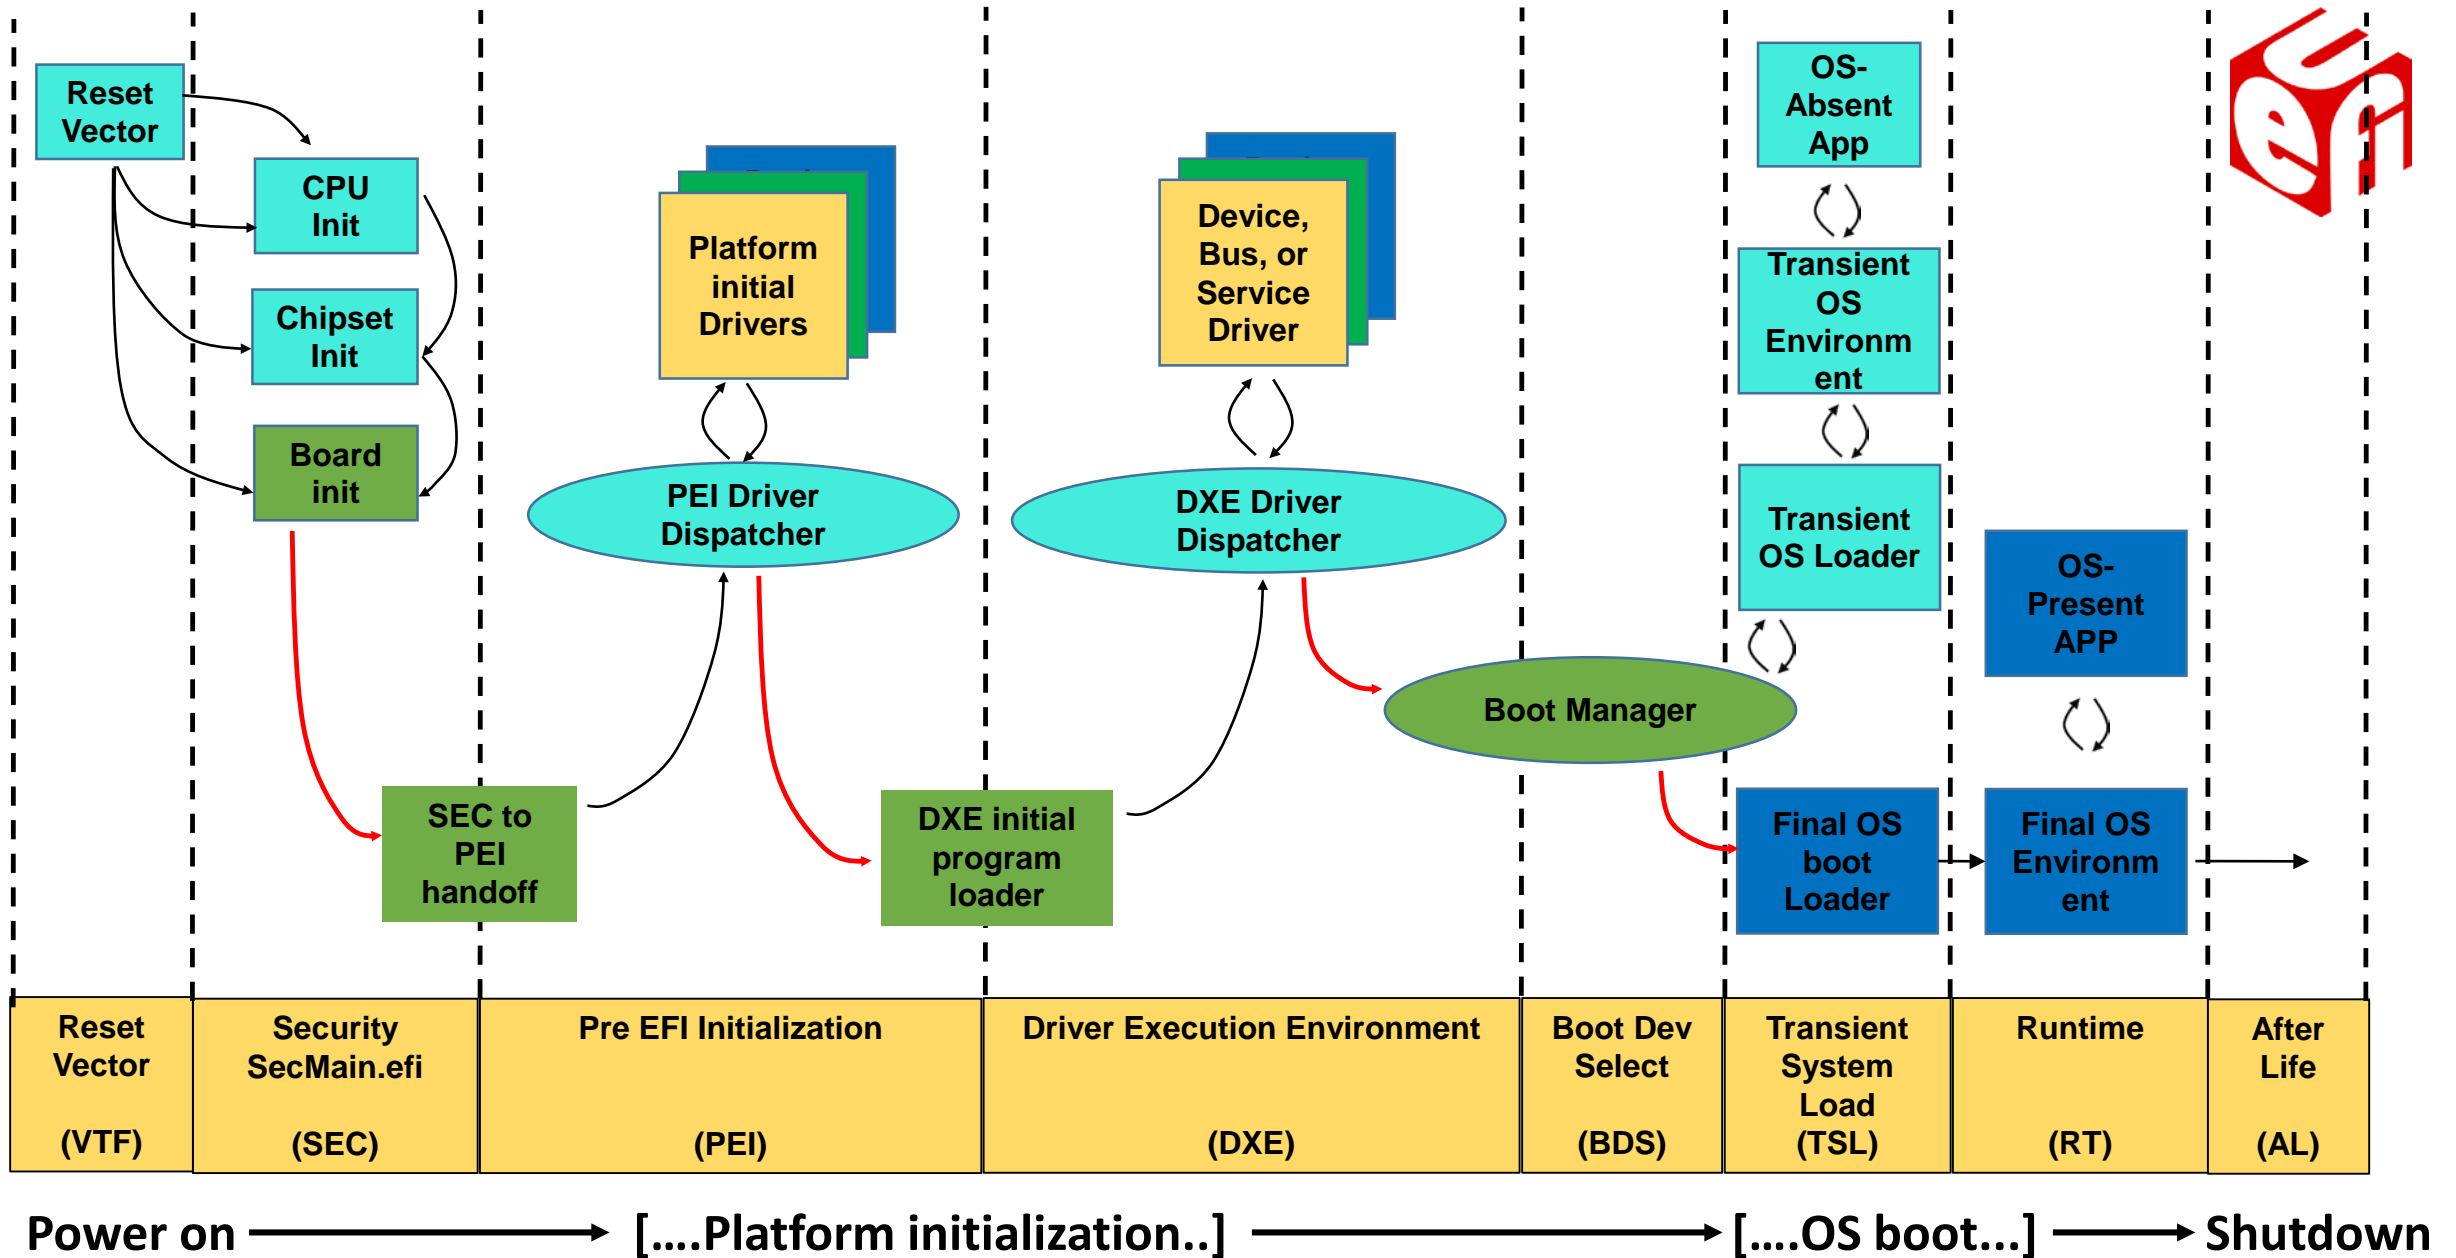 Reset
Vector
CPU
Init
Chipset
Init
Board
init
SEC to
PEI
handoff
Platform
initial
Drivers
PEI Driver
Dispatcher
DXE initial
program
loader
Device,
Bus, or
Service
Driver
DXE Driver
Dispatcher
Boot Manager
OS-
Absent
App
Transient
OS
Environm
ent
Transient
OS Loader
Final OS
boot
Loader
OS-
Present
APP
Final OS
Environm
ent
UEFI
Reset
Vector
(VTF)
Security
SecMain.efi
(SEC)
Pre EFI Initialization
(PEI)
Driver Execution Environment
(DXE)
Boot Dev
Select
(BDS)
Transient
System
Load
(TSL)
Runtime
(RT)
After
Life
(AL)
Power on [....Platform initialization..] [....OS boot...] Shutdown